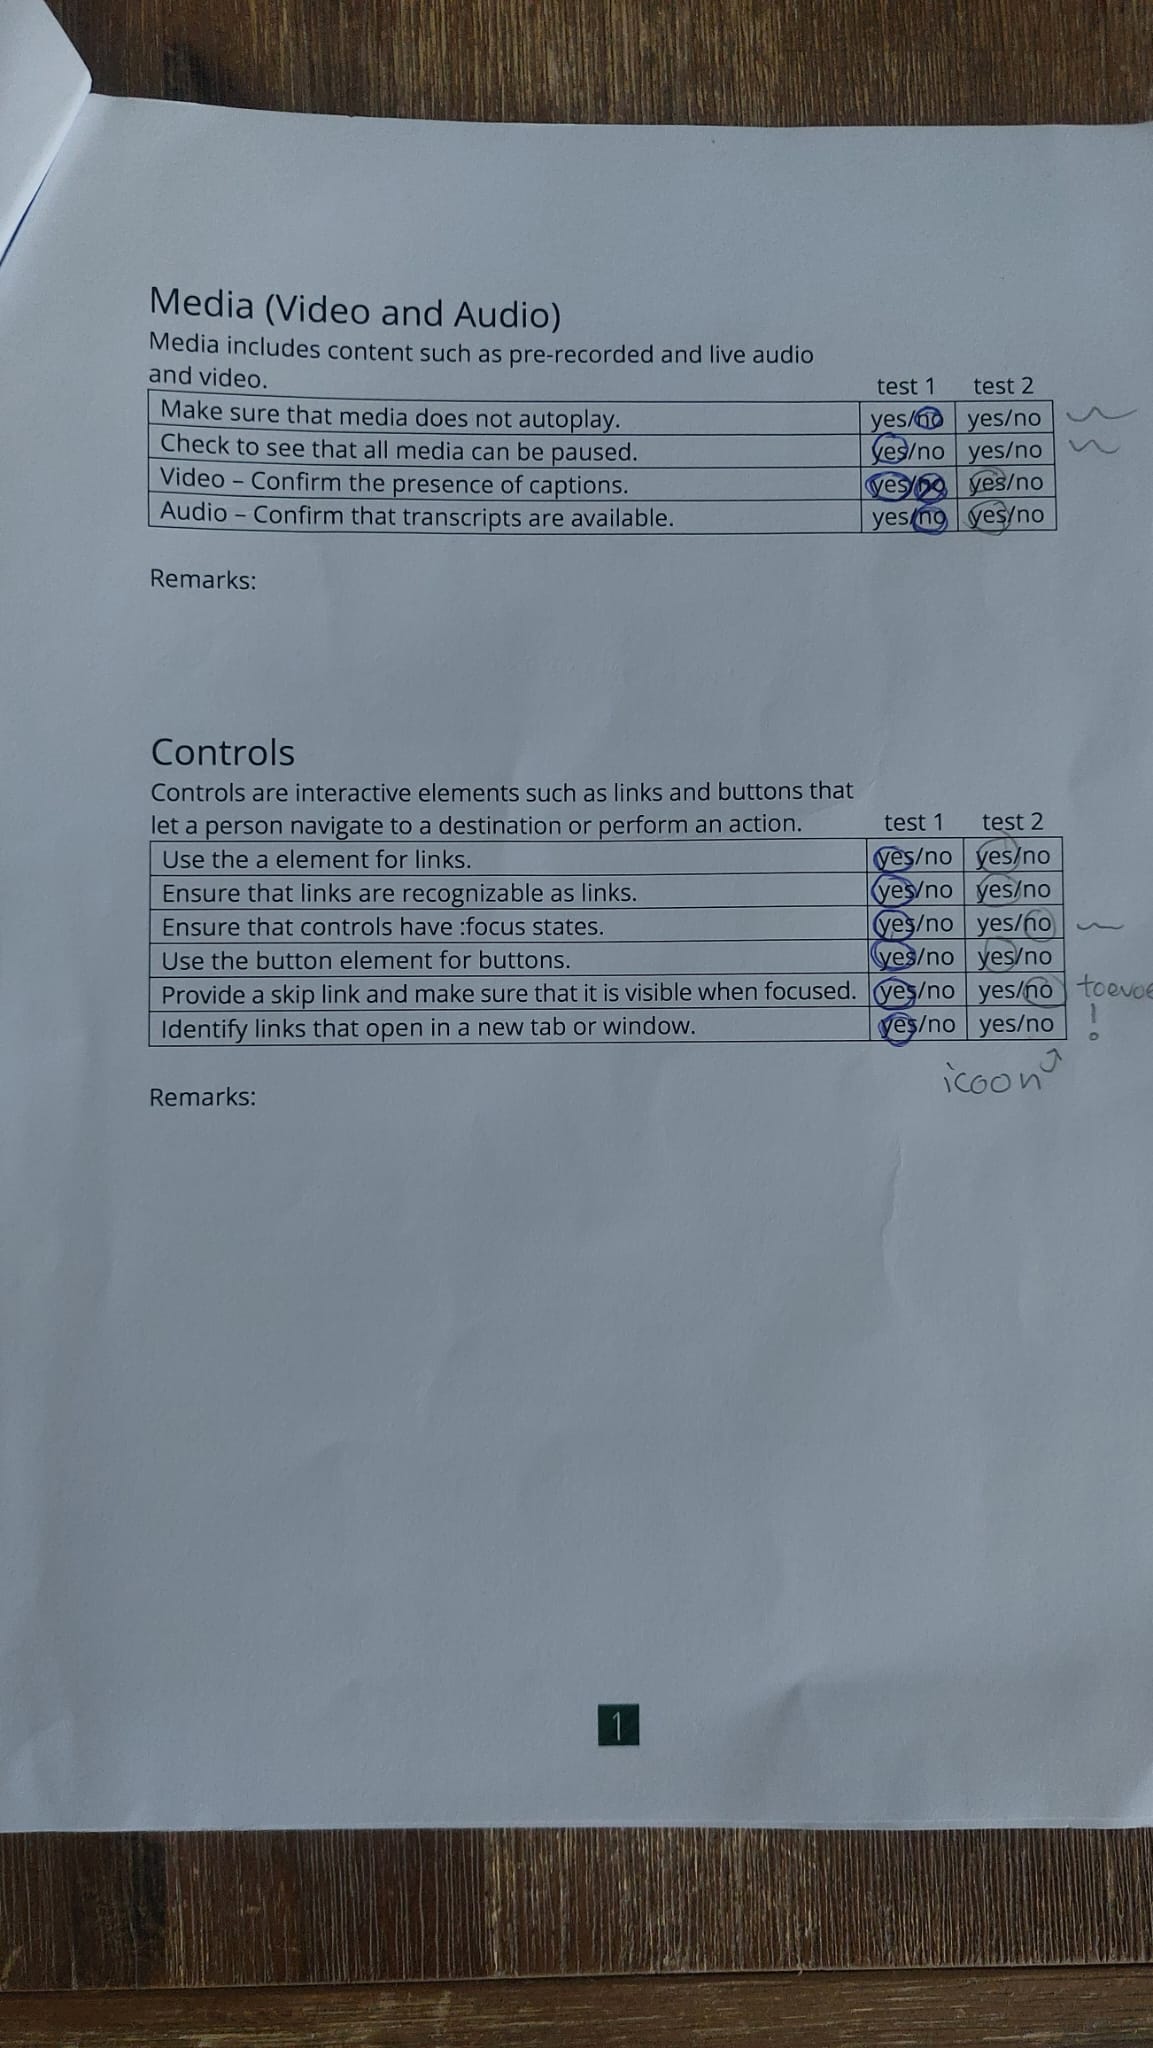 Media (Video and Audio)
Media includes content such as pre-recorded and live audio
and video.
test 1 test 2
Make sure that media does not autoplay. yes/no yes/no
Check to see that all media can be paused. yes/no yes/no
Video – Confirm the presence of captions. yes/no yes/no
Audio – Confirm that transcripts are available. yes/no yes/no
Remarks:
Controls
Controls are interactive elements such as links and buttons that
let a person navigate to a destination or perform an action. test 1 test 2
Use the a element for links. yes/no yes/no
Ensure that links are recognizable as links. yes/no yes/no
Ensure that controls have :focus states. yes/no yes/no
Use the button element for buttons. yes/no yes/no
Provide a skip link and make sure that it is visible when focused. yes/no yes/no
Identify links that open in a new tab or window. yes/no yes/no !
icoon
Remarks:
1